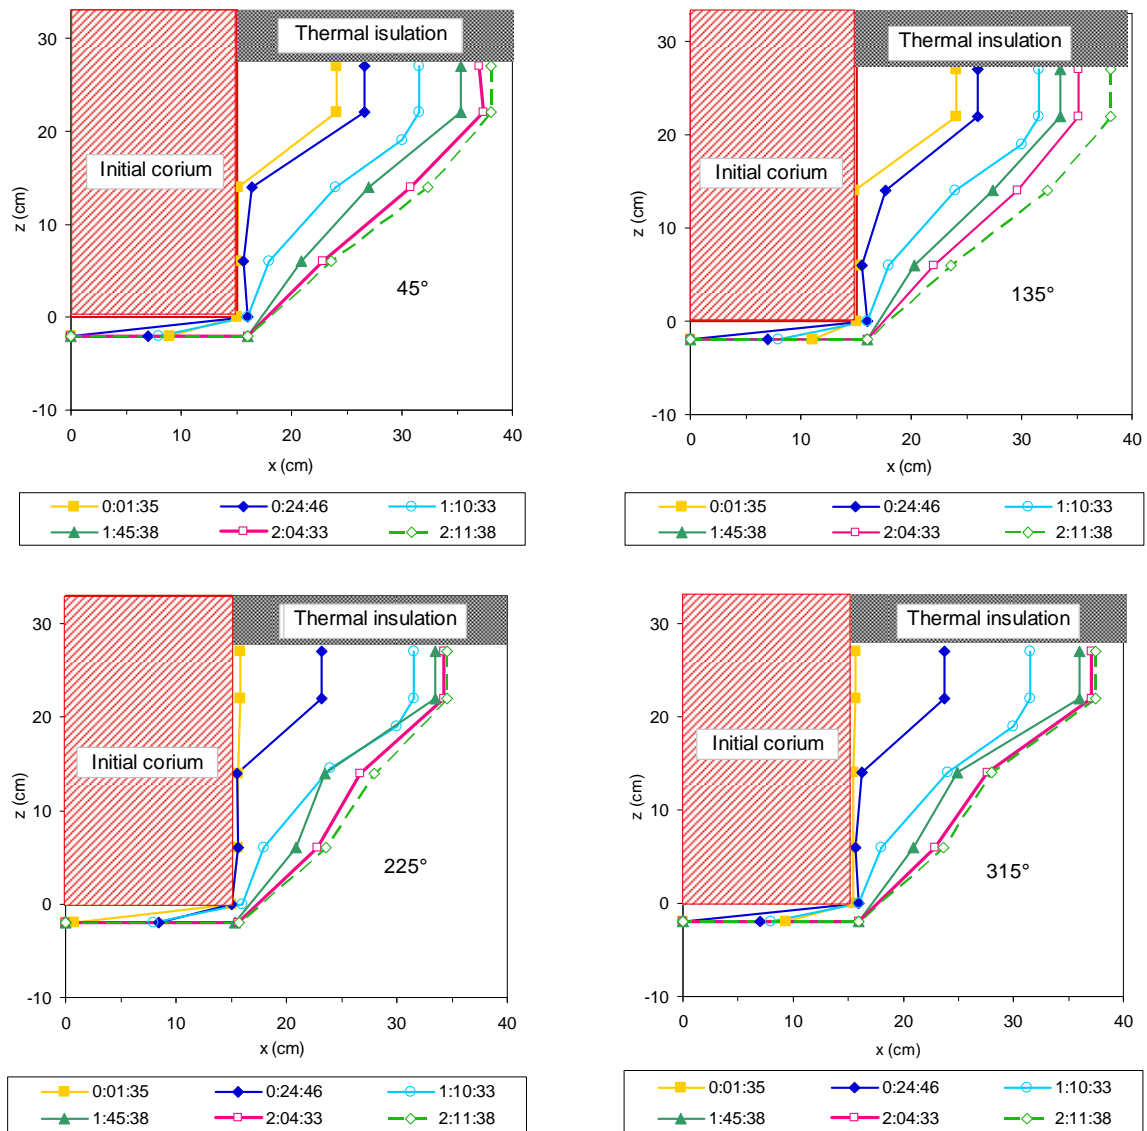 30
20
10
0
-10
z (cm)
Thermal isulation
Initial corium
45°
0 10 20 30 40
x (cm)
0:01:35 0:24:46 1:10:33
1:45:38 2:04:33 2:11:38
30
20
10
0
-10
z (cm)
Thermal insulation
Initial corium
135°
0 10 20 30 40
x (cm)
0:01:35 0:24:46 1:10:33
1:45:38 2:04:33 2:11:38
30
20
10
0
-10
z (cm)
Thermal insulation
Initial corium
225°
0 10 20 30 40
x (cm)
0:01:35 0:24:46 1:10:33
1:45:38 2:04:33 2:11:38
30
20
10
0
-10
z (cm)
Thermal insulation
Initial corium
315°
0 10 20 30 40
x (cm)
0:01:35 0:24:46 1:10:33
1:45:38 2:04:33 2:11:38